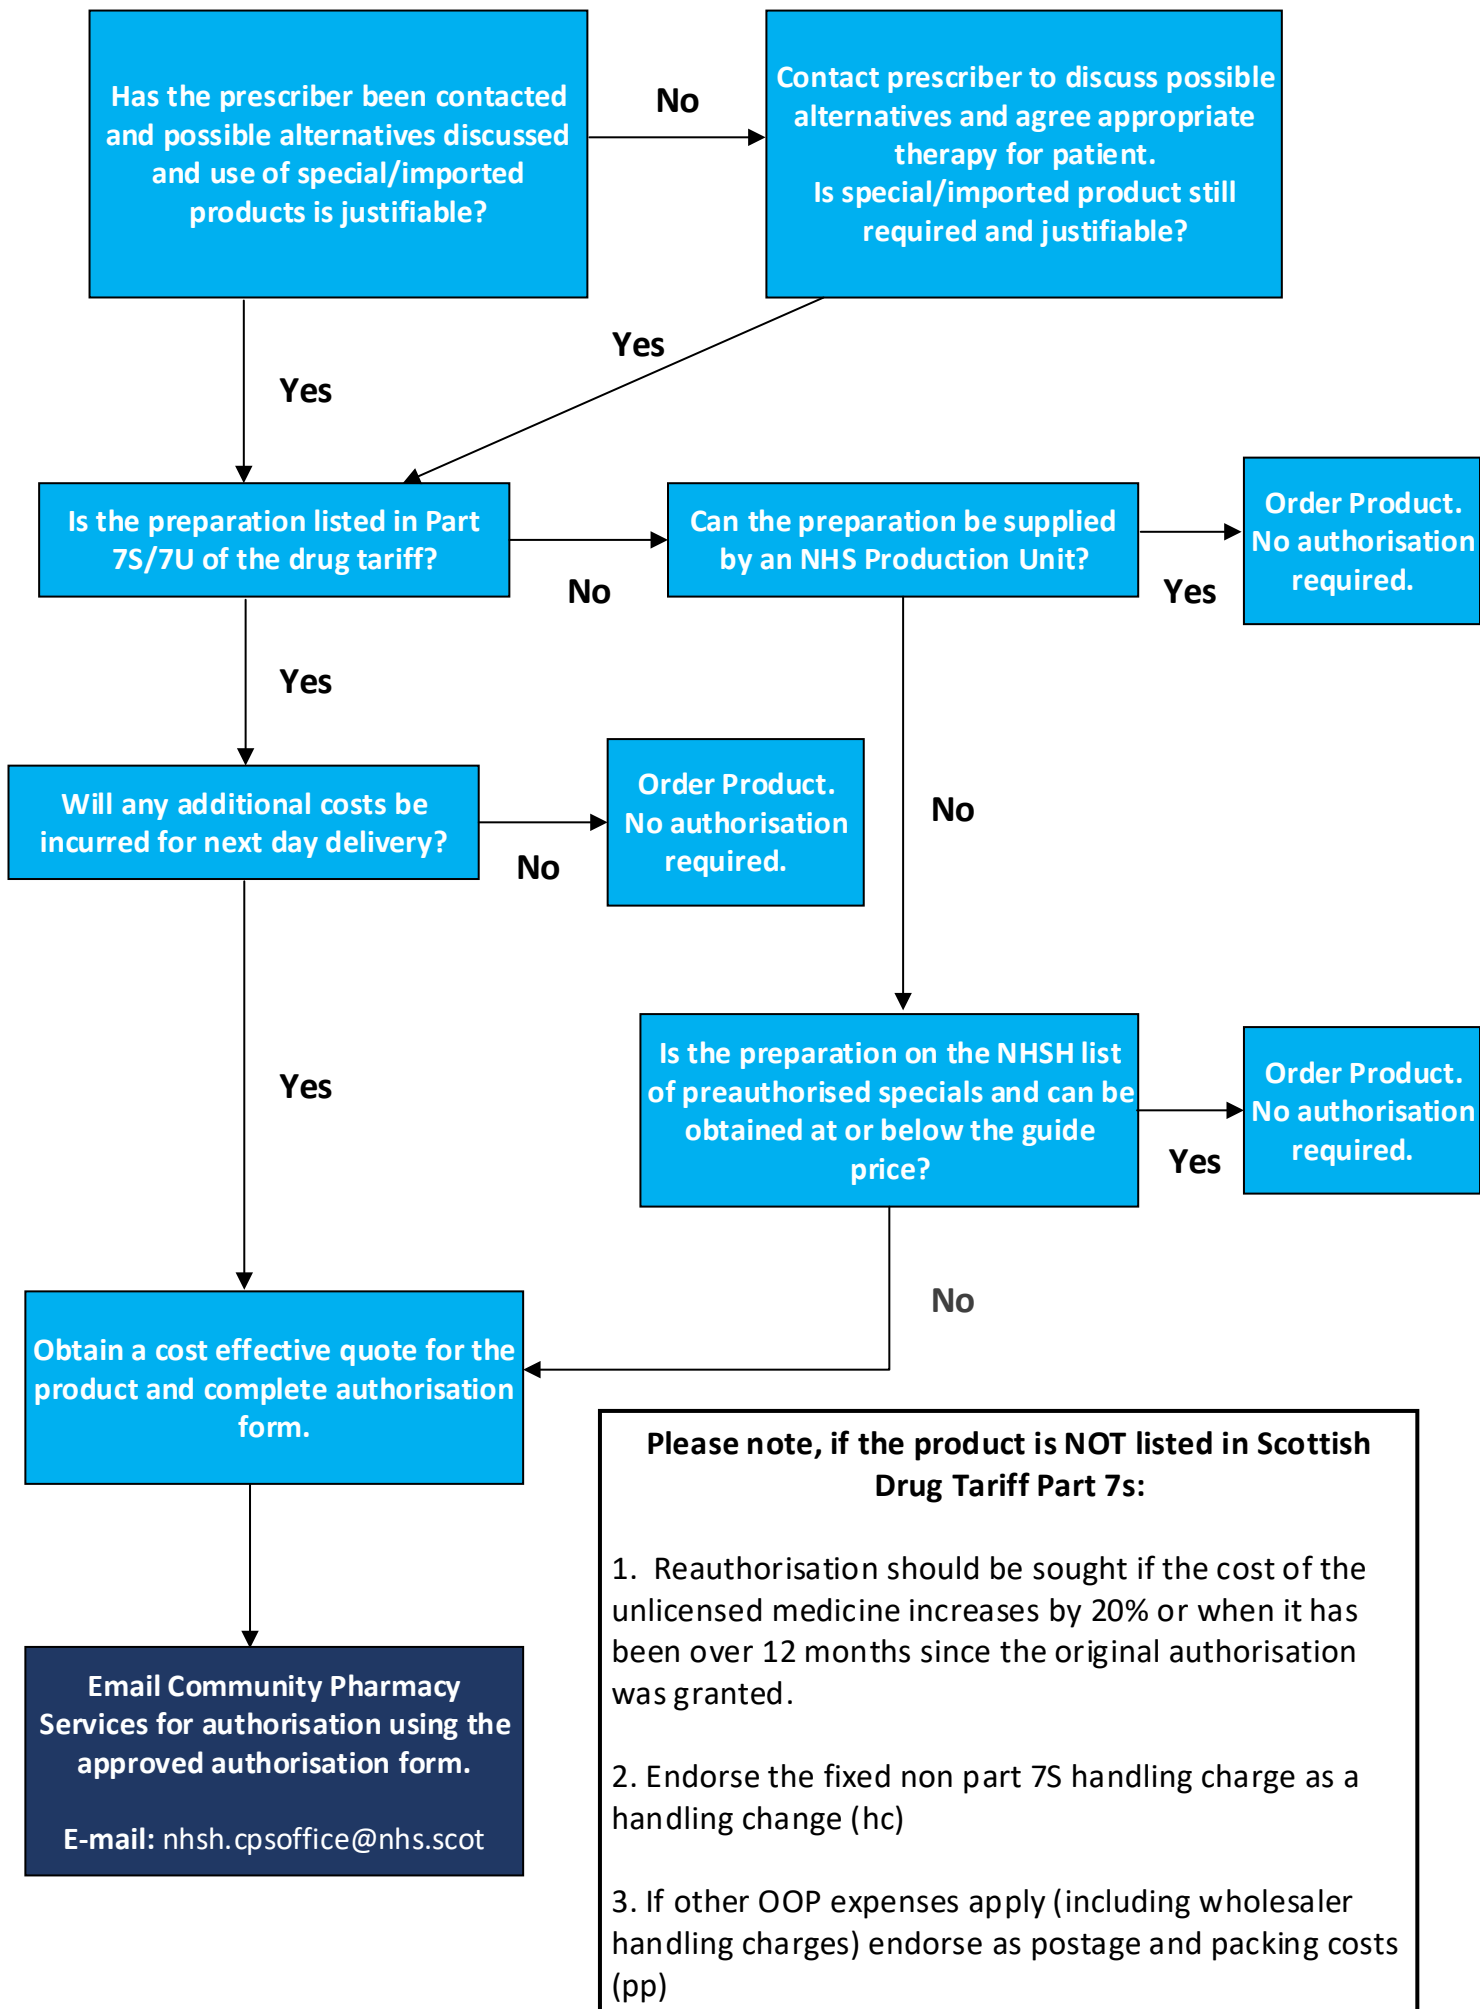 Has the prescriber been contacted
and possible alternatives discussed
and use of special/imported
products is justifiable?
No
Contact prescriber to discuss possible
alternatives and agree appropriate
therapy for patient.
Is special/imported product still
required and justifiable?
Yes
Yes
Is the preparation listed in Part
7S/7U of the drug tariff?
No
Can the preparation be supplied
by an NHS Production Unit?
Yes
Order Product.
No authorisation
required.
Yes
Will any additional costs be
incurred for next day delivery?
No
Order Product.
No authorisation
required.
No
Yes
Is the preparation on the NHSH list
of preauthorised specials and can be
obtained at or below the guide
price?
Yes
Order Product.
No authorisation
required.
No
Obtain a cost effective quote for the
product and complete authorisation
form.
Email Community Pharmacy
Services for authorisation using the
approved authorisation form.
E-mail: nhsh.cpsoffice@nhs.scot
Please note, if the product is NOT listed in Scottish
Drug Tariff Part 7s:
1. Reauthorisation should be sought if the cost of the
unlicensed medicine increases by 20% or when it has
been over 12 months since the original authorisation
was granted.
2. Endorse the fixed non part 7S handling charge as a
handling change (hc)
3. If other OOP expenses apply (including wholesaler
handling charges) endorse as postage and packing costs
(pp)